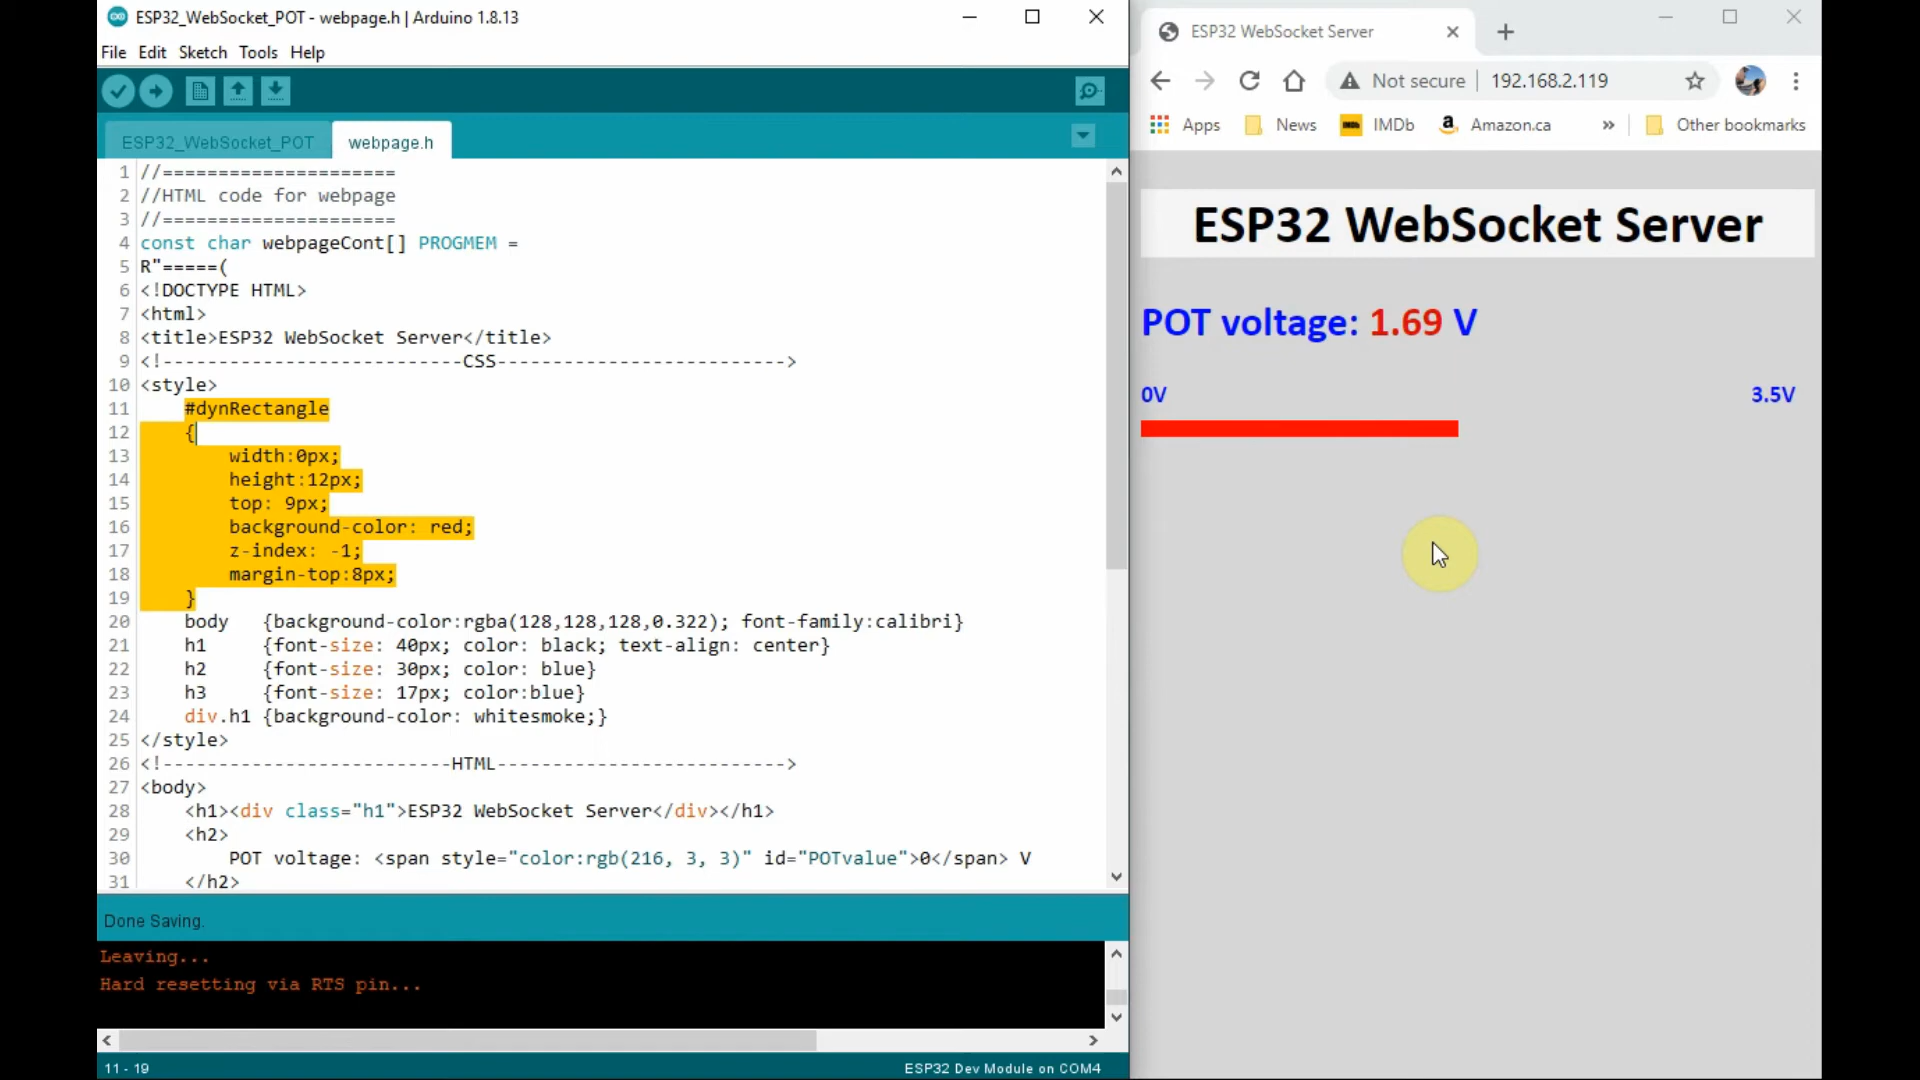 ESP32_WebSocket_POT - webpage.h | Arduino 1.8.13
File Edit Sketch Tools Help
ESP32_WebSocket_POT webpage.h
1 //=====================
2 //HTML code for webpage
3 //=====================
4 const char webpageCont[] PROGMEM =
5 R"=====(
6 <!DOCTYPE HTML>
7 <html>
8 <title>ESP32 WebSocket Server</title>
9 <!---------------------------CSS-------------------------->
10 <style>
11 #dynRectangle
12 {
13 width:0px;
14 height:12px;
15 top: 9px;
16 background-color: red;
17 z-index: -1;
18 margin-top:8px;
19 }
20 body {background-color:rgba(128,128,128,0.322); font-family:calibri}
21 h1 {font-size: 40px; color: black; text-align: center}
22 h2 {font-size: 30px; color: blue}
23 h3 {font-size: 17px; color:blue}
24 div.h1 {background-color: whitesmoke;}
25 </style>
26 <!--------------------------HTML-------------------------->
27 <body>
28 <h1><div class="h1">ESP32 WebSocket Server</div></h1>
29 <h2>
30 POT voltage: <span style="color:rgb(216, 3, 3)" id="POTvalue">0</span> V
31 </h2>
Done Saving.
Leaving...
Hard resetting via RTS pin...
11 - 19 ESP32 Dev Module on COM4
ESP32 WebSocket Server
Not secure 192.168.2.119
Apps News IMDb Amazon.ca » Other bookmarks
ESP32 WebSocket Server
POT voltage: 1.69 V
0V 3.5V